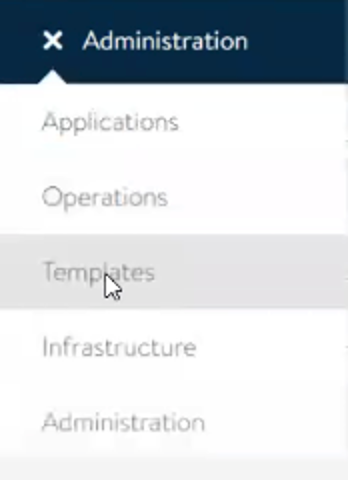 Administration
Applications
Operations
Templates
Infrastructure
Administration